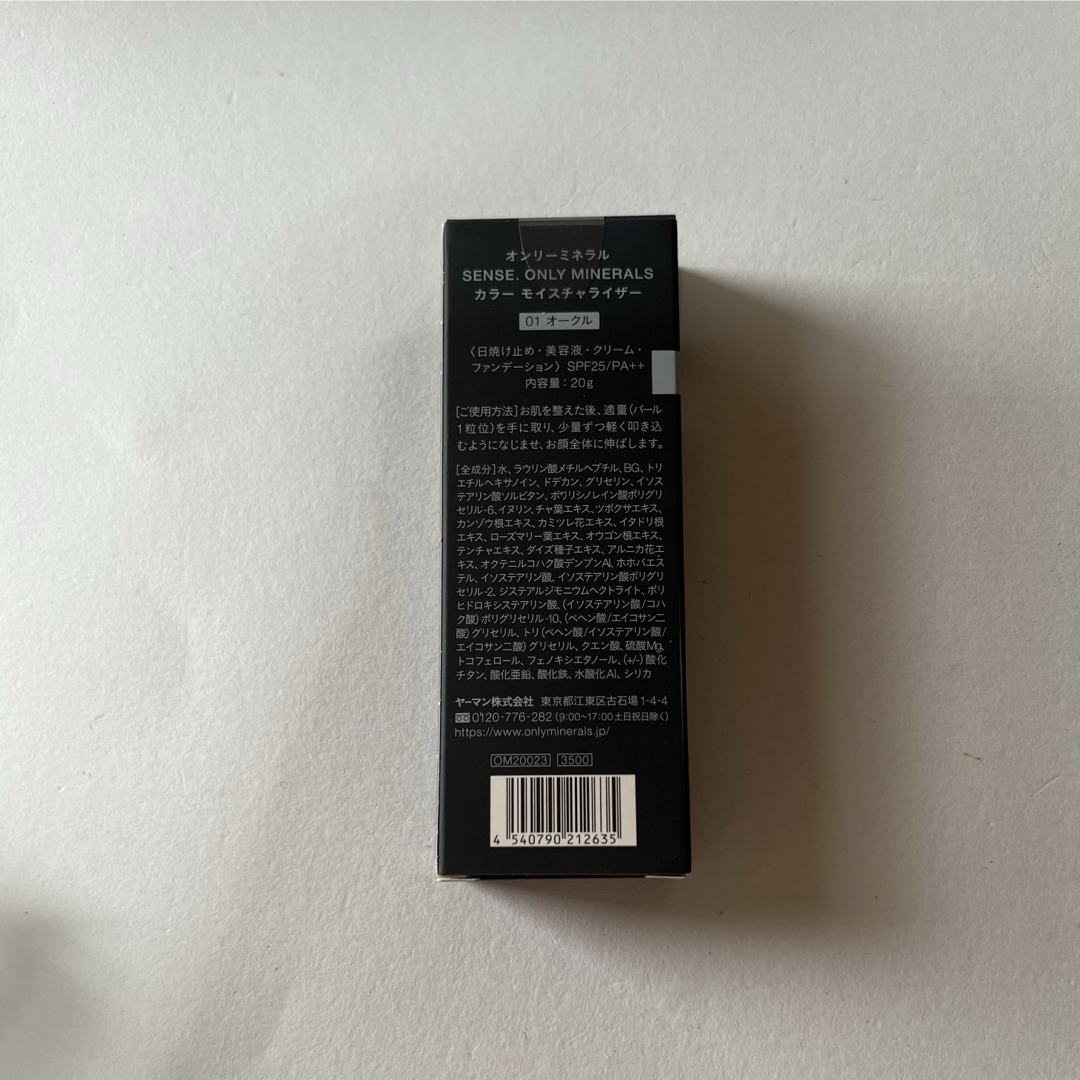 オンリーミネラル
SENSE. ONLY MINERALS
カラー モイスチャライザー
01 オークル
〈日焼け止め・美容液・クリーム・
ファンデーション〉SPF25/PA++
内容量：20g
[ご使用方法]お肌を整えた後、適量(パール
1粒位)を手に取り、少量ずつ軽く叩き込
むようになじませ、お顔全体に伸ばします。
[全成分]水、ラウリン酸メチルヘプチル、BG、トリ
エチルヘキサノイン、ドデカン、グリセリン、イソス
テアリン酸ソルビタン、ポリリシノレイン酸ポリグリ
セリル-6、イヌリン、チャ葉エキス、ツボクサエキス、
カンゾウ根エキス、カミツレ花エキス、イタドリ根
エキス、ローズマリー葉エキス、オウゴン根エキス、
テンチャエキス、ダイズ種子エキス、アルニカ花エ
キス、オクテニルコハク酸デンプンAl、ホホバエス
テル、イソステアリン酸、イソステアリン酸ポリグリ
セリル-2、ジステアルジモニウムヘクトライト、ポリ
ヒドロキシステアリン酸、(イソステアリン酸/コハ
ク酸)ポリグリセリル-10、(ベヘン酸/エイコサン二
酸)グリセリル、トリ(ベヘン酸/イソステアリン酸/
エイコサン二酸)グリセリル、クエン酸、硫酸Mg、
トコフェロール、フェノキシエタノール、(+/-)酸化
チタン、酸化亜鉛、酸化鉄、水酸化Al、シリカ
ヤーマン株式会社 東京都江東区古石場1-4-4
0120-776-282(9:00〜17:00土日祝日除く)
https://www.onlyminerals.jp/
OM20023 3500
4 540790 212635